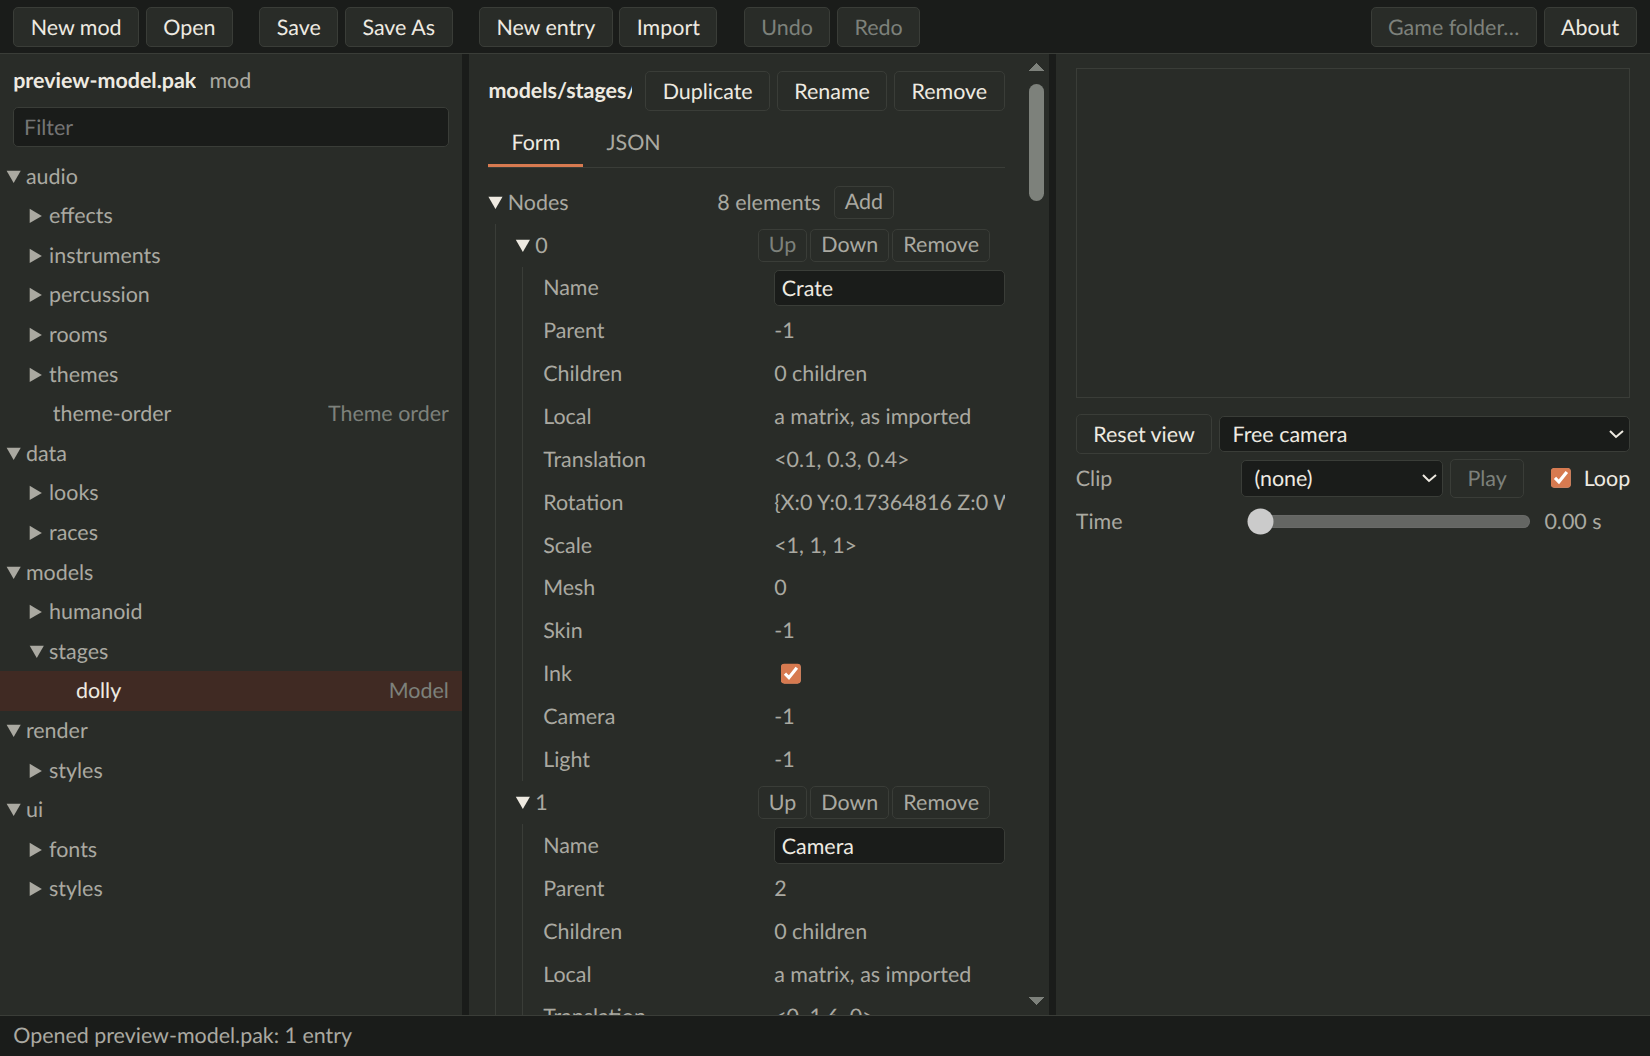 New mod Open Save Save As New entry Import Undo Redo Game folder... About
preview-model.pak mod
Filter
audio
effects
instruments
percussion
rooms
themes
theme-order Theme order
data
looks
races
models
humanoid
stages
dolly Model
render
styles
ui
fonts
styles
models/stages/ Duplicate Rename Remove
Form JSON
Nodes 8 elements Add
0 Up Down Remove
Name Crate
Parent -1
Children 0 children
Local a matrix, as imported
Translation <0.1, 0.3, 0.4>
Rotation {X:0 Y:0.17364816 Z:0 W
Scale <1, 1, 1>
Mesh 0
Skin -1
Ink
Camera -1
Light -1
1 Up Down Remove
Name Camera
Parent 2
Children 0 children
Local a matrix, as imported
Translation <0, 1.6, 0>
Reset view Free camera
Clip (none) Play Loop
Time 0.00 s
Opened preview-model.pak: 1 entry